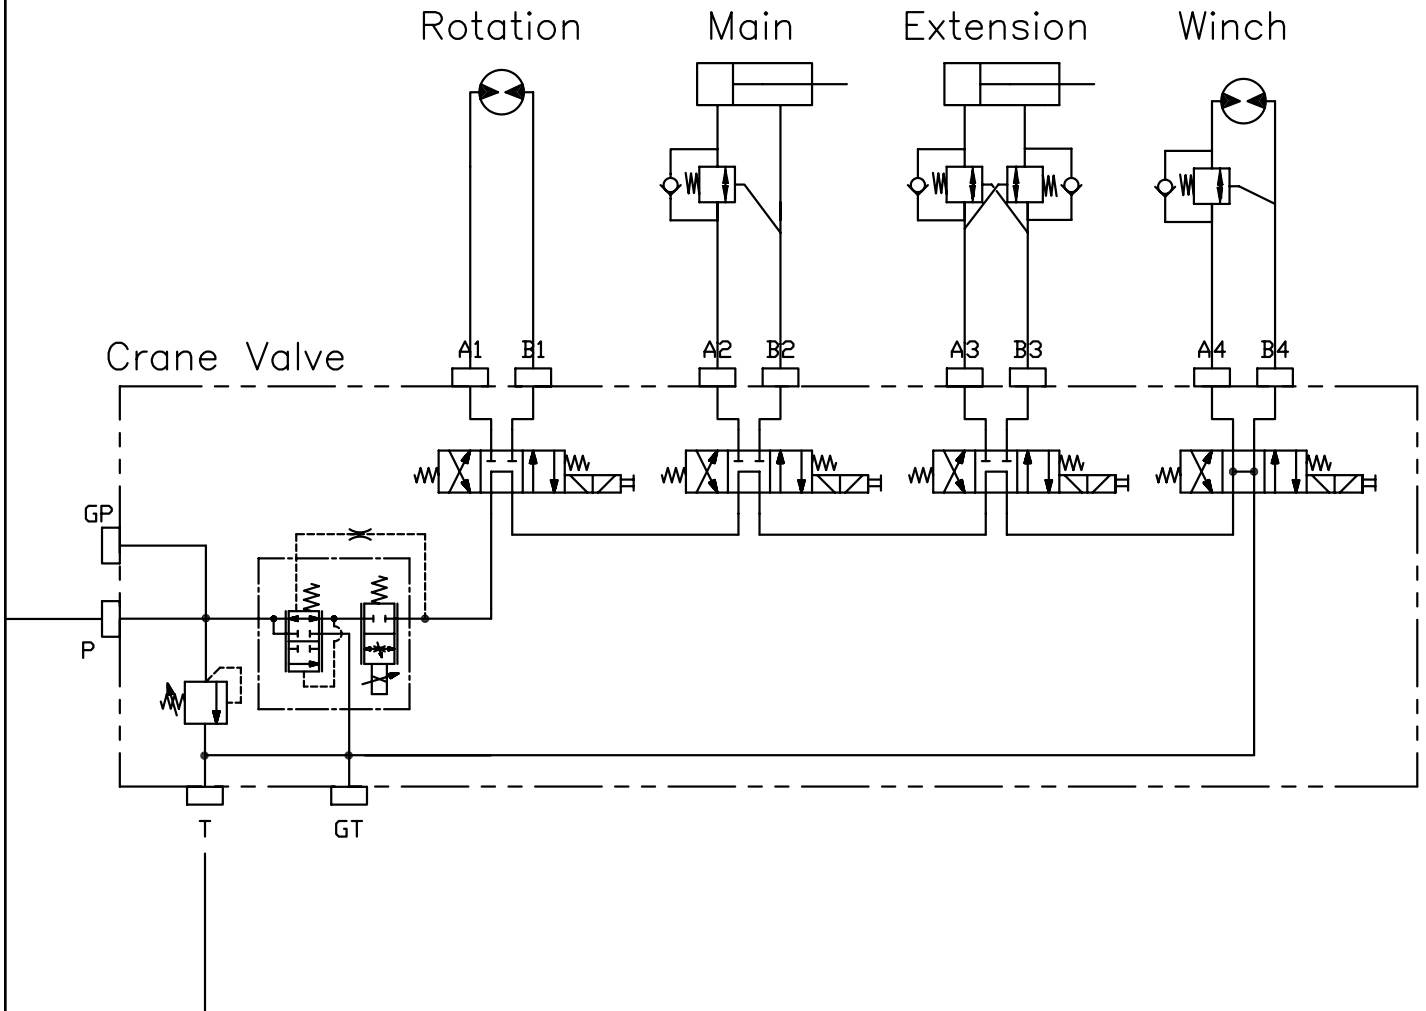 Rotation Main Extension Winch
Crane Valve
A1 B1 A2 B2 A3 B3 A4 B4
GP
P
T GT